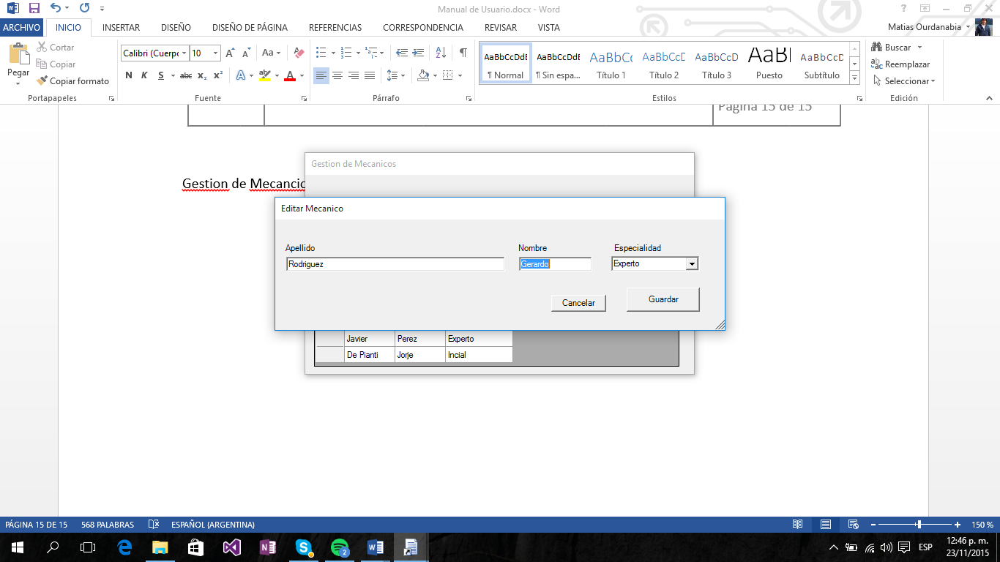 Manual de Usuario.docx - Word
ARCHIVO INICIO INSERTAR DISEÑO DISEÑO DE PÁGINA REFERENCIAS CORRESPONDENCIA REVISAR VISTA Matias Ourdanabia
Pegar
Cortar
Copiar
Copiar formato
Portapapeles
Calibri (Cuerpo 10
N K S abc x₂ x²
Fuente
Párrafo
AaBbCcDdE AaBbCcDdE AaBbCc AaBbCcD AaBbCcD AaBl AaBbCcD
¶ Normal ¶ Sin espa... Título 1 Título 2 Título 3 Puesto Subtítulo
Estilos
Buscar
Reemplazar
Seleccionar
Edición
Página 15 de 15
Gestion de Mecanicos
Gestion de Mecancic
Editar Mecanico
Apellido Nombre Especialidad
Rodriguez Gerardo Experto
Cancelar Guardar
Javier Perez Experto
De Pianti Jorje Incial
PÁGINA 15 DE 15 568 PALABRAS ESPAÑOL (ARGENTINA) 150 %
2
ESP
12:46 p. m.
23/11/2015